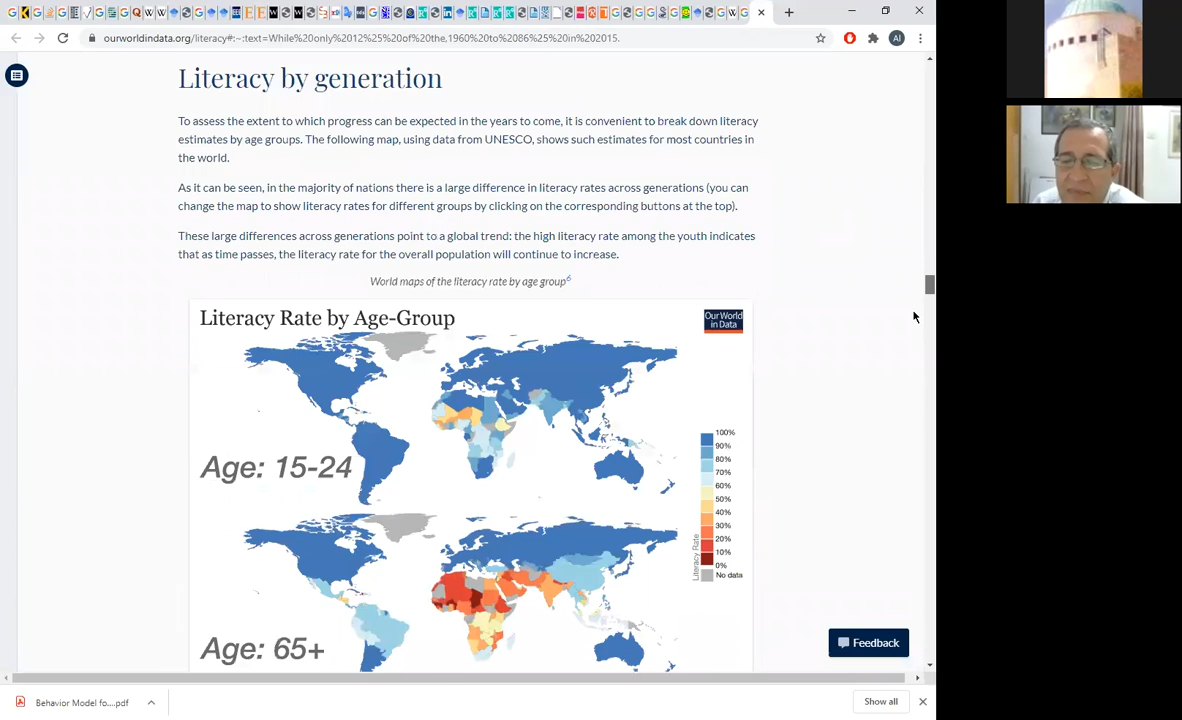 ourworldindata.org/literacy#:~:text=While%20only%2012%25%20of%20the,1960%20to%2086%25%20in%202015.
AI
Literacy by generation
To assess the extent to which progress can be expected in the years to come, it is convenient to break down literacy
estimates by age groups. The following map, using data from UNESCO, shows such estimates for most countries in
the world.
As it can be seen, in the majority of nations there is a large difference in literacy rates across generations (you can
change the map to show literacy rates for different groups by clicking on the corresponding buttons at the top).
These large differences across generations point to a global trend: the high literacy rate among the youth indicates
that as time passes, the literacy rate for the overall population will continue to increase.
World maps of the literacy rate by age group6
Literacy Rate by Age-Group
Our World
in Data
Age: 15-24
100%
90%
80%
70%
60%
50%
40%
30%
20%
10%
0%
No data
Literacy Rate
Age: 65+
Feedback
Behavior Model fo....pdf
Show all